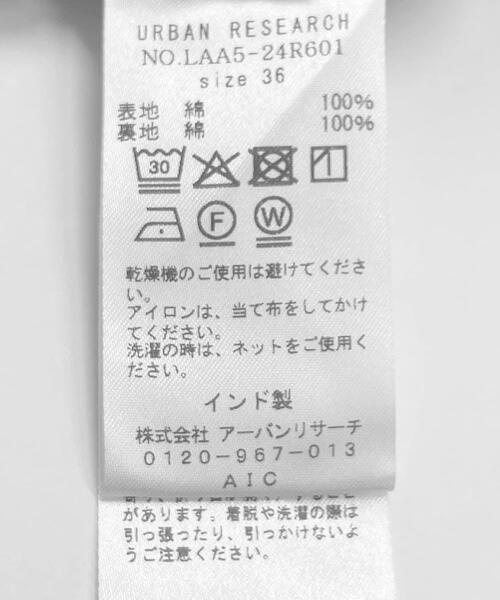 URBAN RESEARCH
NO.LAA5-24R601
size 36
表地 綿 100%
裏地 綿 100%
30
F W
乾燥機のご使用は避けてくださ
い。
アイロンは、当て布をしてかけ
てください。
洗濯の時は、ネットをご使用く
ださい。
インド製
株式会社 アーバンリサーチ
0120-967-013
AIC
があります。着脱や洗濯の際は
引っ張ったり、引っかけないよ
うご注意ください。